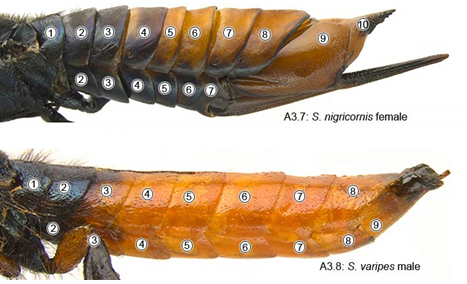 1 2 3 4 5 6 7 8 9 10
2 3 4 5 6 7
A3.7: S. nigricornis female
1 2 3 4 5 6 7 8
2 3 4 5 6 7 8 9
A3.8: S. varipes male